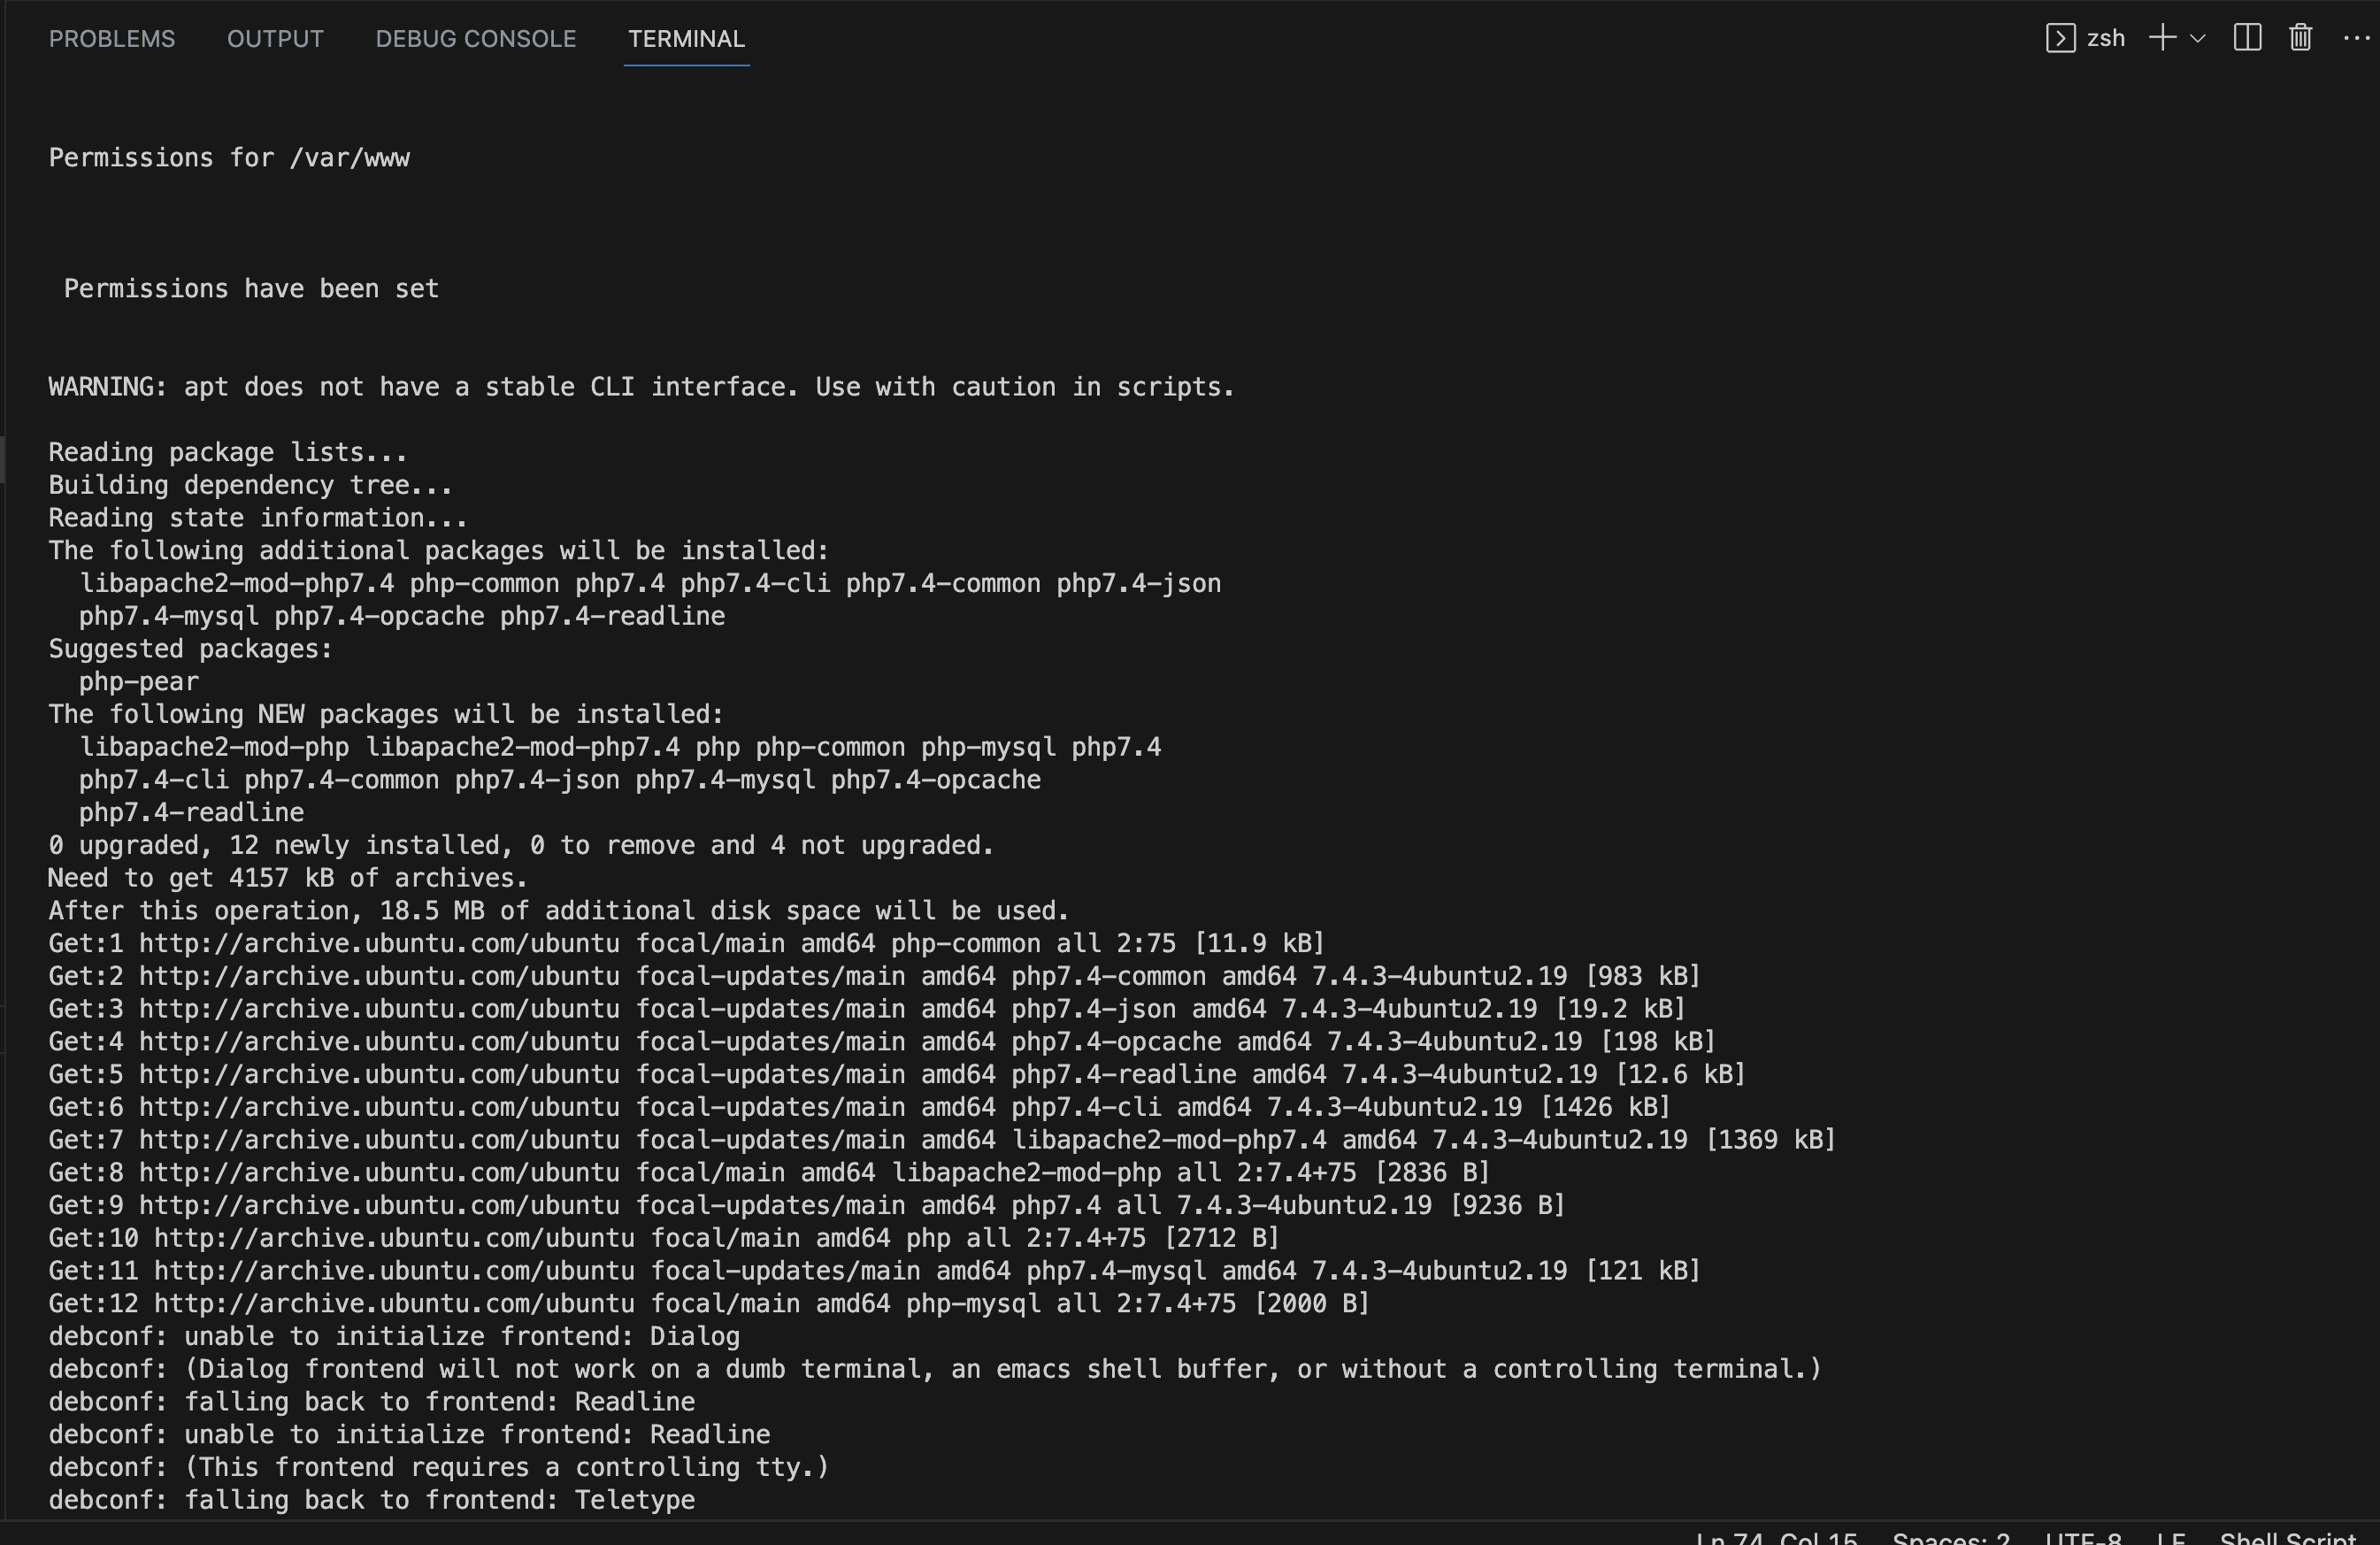 PROBLEMS OUTPUT DEBUG CONSOLE TERMINAL zsh
Permissions for /var/www
Permissions have been set
WARNING: apt does not have a stable CLI interface. Use with caution in scripts.
Reading package lists...
Building dependency tree...
Reading state information...
The following additional packages will be installed:
libapache2-mod-php7.4 php-common php7.4 php7.4-cli php7.4-common php7.4-json
php7.4-mysql php7.4-opcache php7.4-readline
Suggested packages:
php-pear
The following NEW packages will be installed:
libapache2-mod-php libapache2-mod-php7.4 php php-common php-mysql php7.4
php7.4-cli php7.4-common php7.4-json php7.4-mysql php7.4-opcache
php7.4-readline
0 upgraded, 12 newly installed, 0 to remove and 4 not upgraded.
Need to get 4157 kB of archives.
After this operation, 18.5 MB of additional disk space will be used.
Get:1 http://archive.ubuntu.com/ubuntu focal/main amd64 php-common all 2:75 [11.9 kB]
Get:2 http://archive.ubuntu.com/ubuntu focal-updates/main amd64 php7.4-common amd64 7.4.3-4ubuntu2.19 [983 kB]
Get:3 http://archive.ubuntu.com/ubuntu focal-updates/main amd64 php7.4-json amd64 7.4.3-4ubuntu2.19 [19.2 kB]
Get:4 http://archive.ubuntu.com/ubuntu focal-updates/main amd64 php7.4-opcache amd64 7.4.3-4ubuntu2.19 [198 kB]
Get:5 http://archive.ubuntu.com/ubuntu focal-updates/main amd64 php7.4-readline amd64 7.4.3-4ubuntu2.19 [12.6 kB]
Get:6 http://archive.ubuntu.com/ubuntu focal-updates/main amd64 php7.4-cli amd64 7.4.3-4ubuntu2.19 [1426 kB]
Get:7 http://archive.ubuntu.com/ubuntu focal-updates/main amd64 libapache2-mod-php7.4 amd64 7.4.3-4ubuntu2.19 [1369 kB]
Get:8 http://archive.ubuntu.com/ubuntu focal/main amd64 libapache2-mod-php all 2:7.4+75 [2836 B]
Get:9 http://archive.ubuntu.com/ubuntu focal-updates/main amd64 php7.4 all 7.4.3-4ubuntu2.19 [9236 B]
Get:10 http://archive.ubuntu.com/ubuntu focal/main amd64 php all 2:7.4+75 [2712 B]
Get:11 http://archive.ubuntu.com/ubuntu focal-updates/main amd64 php7.4-mysql amd64 7.4.3-4ubuntu2.19 [121 kB]
Get:12 http://archive.ubuntu.com/ubuntu focal/main amd64 php-mysql all 2:7.4+75 [2000 B]
debconf: unable to initialize frontend: Dialog
debconf: (Dialog frontend will not work on a dumb terminal, an emacs shell buffer, or without a controlling terminal.)
debconf: falling back to frontend: Readline
debconf: unable to initialize frontend: Readline
debconf: (This frontend requires a controlling tty.)
debconf: falling back to frontend: Teletype
Ln 74, Col 15 Spaces: 2 UTF-8 LF Shell Script